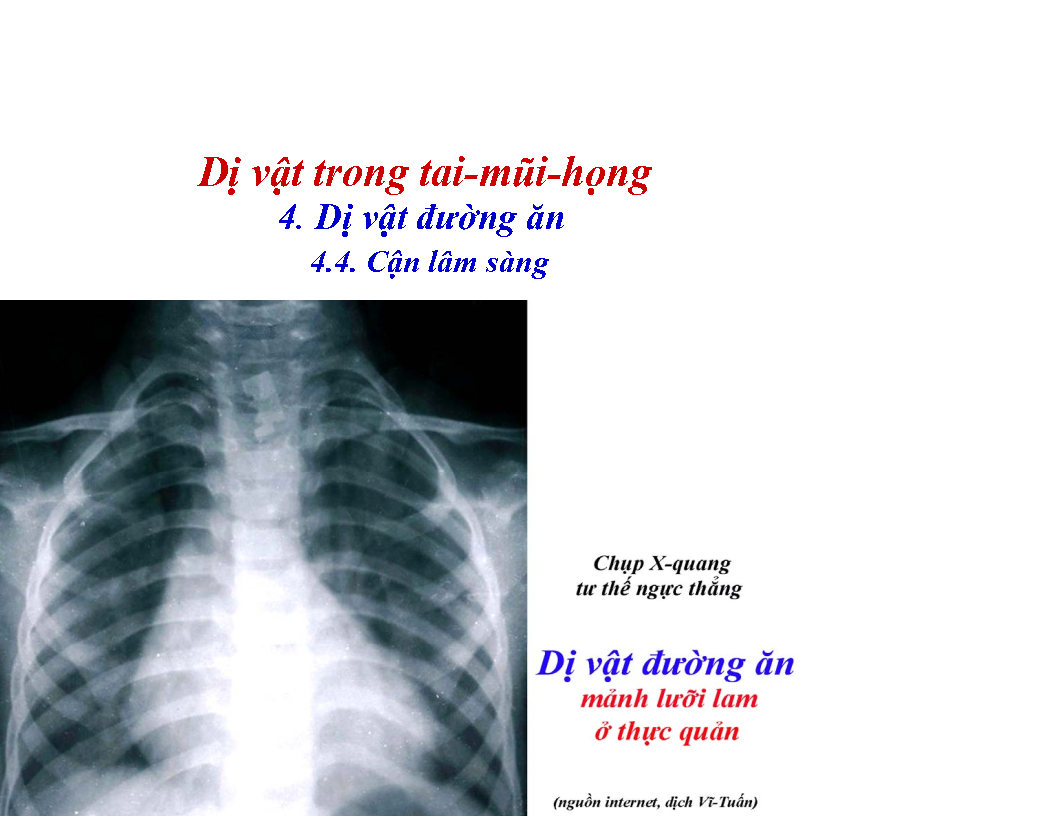 Dị vật trong tai-mũi-họng
4. Dị vật đường ăn
4.4. Cận lâm sàng
Chụp X-quang
tư thế ngực thẳng
Dị vật đường ăn
mảnh lưỡi lam
ở thực quản
(nguồn internet, dịch Vĩ-Tuấn)